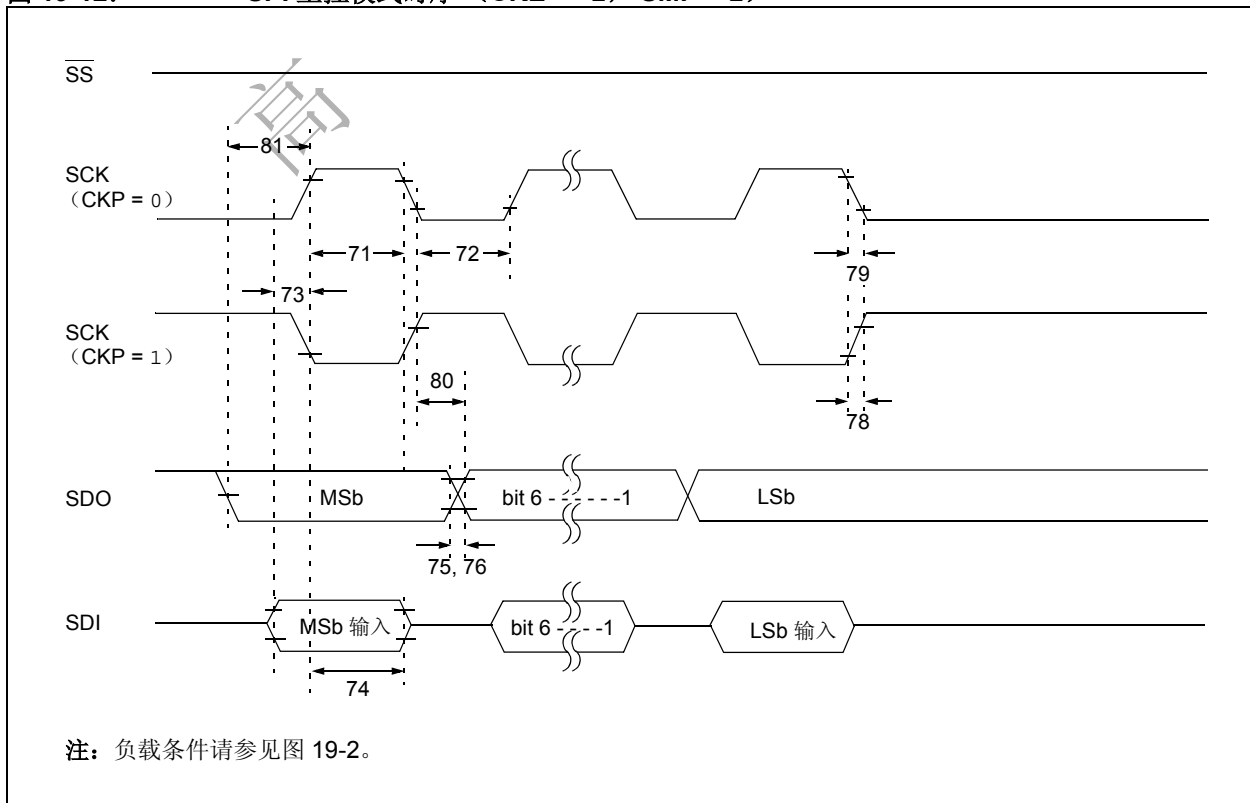 SS
81
SCK
（CKP = 0）
71
72
79
73
SCK
（CKP = 1）
80
78
SDO
MSb
bit 6 - - - - - - -1
LSb
75, 76
SDI
MSb 输入
bit 6 - - - - -1
LSb 输入
74
高
注：负载条件请参见图 19-2。